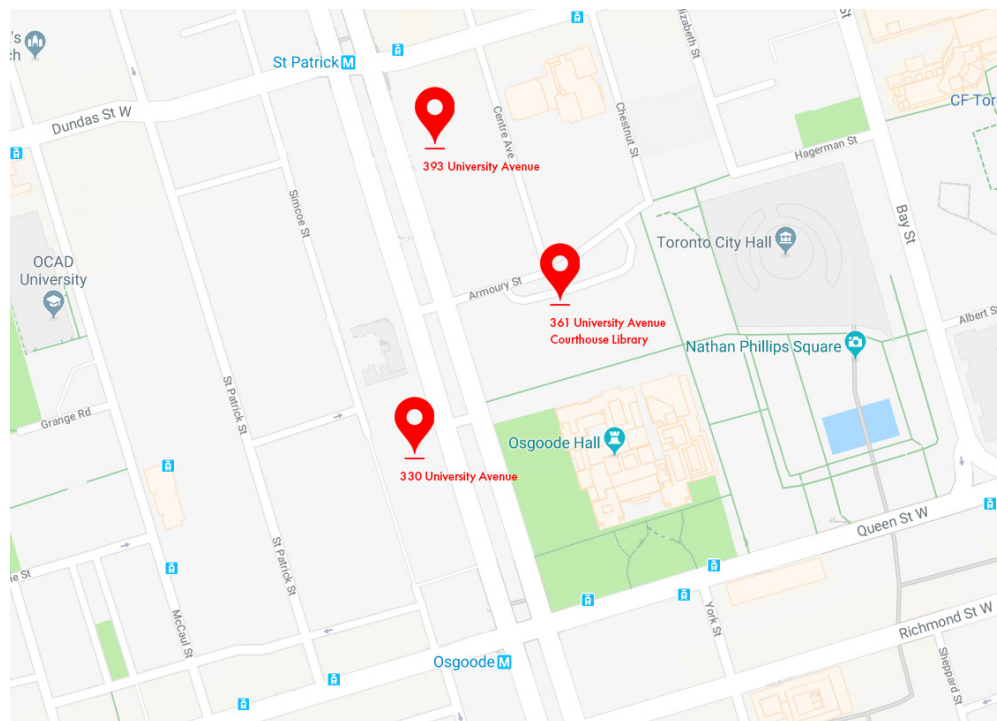 's
ch
St Patrick M
Dundas St W
393 University Avenue
Centre Ave
Chestnut St
Elizabeth St
St
CF Tor
Hagerman St
Bay St
Simcoe St
OCAD
University
Toronto City Hall
Armoury St
361 University Avenue
Courthouse Library
Albert S
Nathan Phillips Square
St Patrick St
Grange Rd
330 University Avenue
Osgoode Hall
Queen St W
St Patrick St
ne St
McCaul St
York St
Richmond St W
Osgoode M
Sheppard St